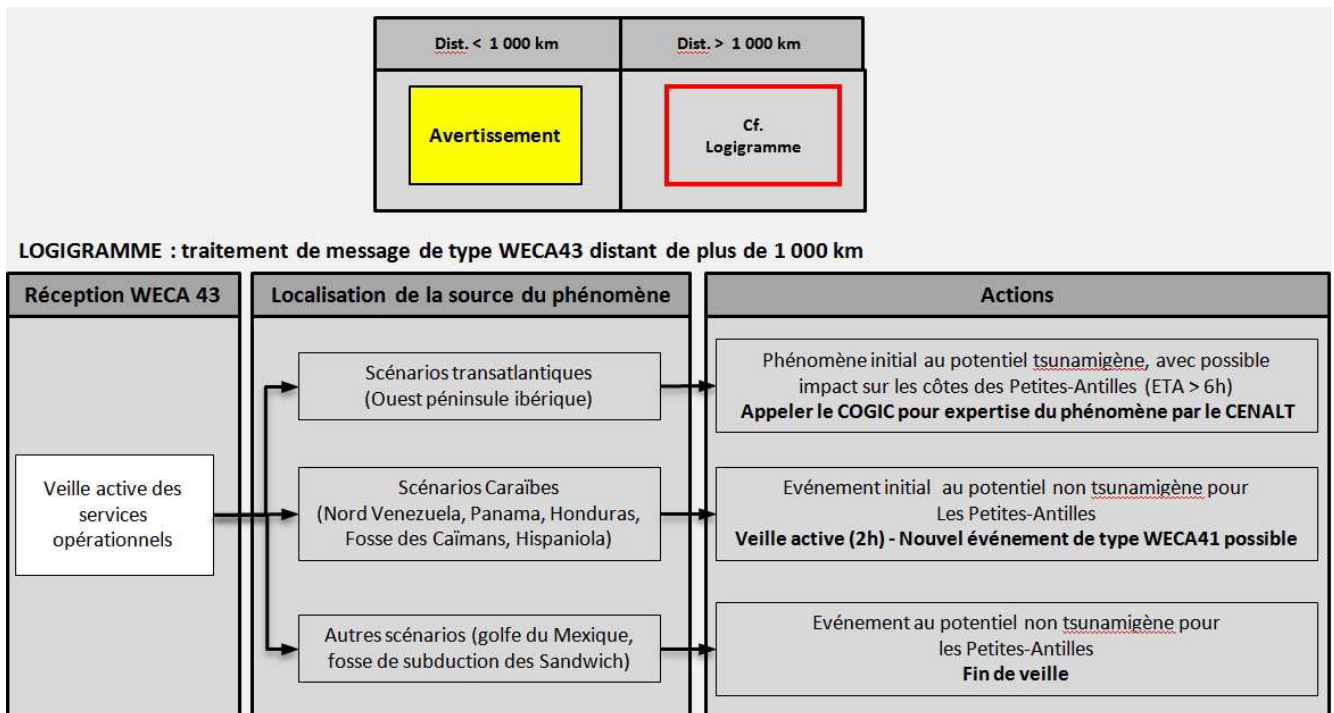 Dist. < 1 000 km
Dist. > 1 000 km
Avertissement
Cf.
Logigramme
LOGIGRAMME : traitement de message de type WECA43 distant de plus de 1 000 km
Réception WECA 43
Localisation de la source du phénomène
Actions
Veille active des
services
opérationnels
Scénarios transatlantiques
(Ouest péninsule ibérique)
Phénomène initial au potentiel tsunamigène, avec possible
impact sur les côtes des Petites-Antilles (ETA > 6h)
Appeler le COGIC pour expertise du phénomène par le CENALT
Scénarios Caraïbes
(Nord Venezuela, Panama, Honduras,
Fosse des Caïmans, Hispaniola)
Evénement initial au potentiel non tsunamigène pour
Les Petites-Antilles
Veille active (2h) - Nouvel événement de type WECA41 possible
Autres scénarios (golfe du Mexique,
fosse de subduction des Sandwich)
Evénement au potentiel non tsunamigène pour
les Petites-Antilles
Fin de veille